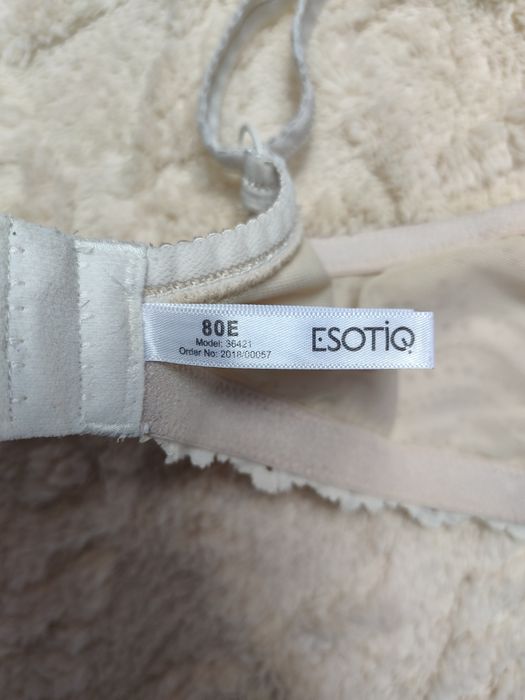 80E
Model: 36421
Order No: 2018/00057
ESOTiQ